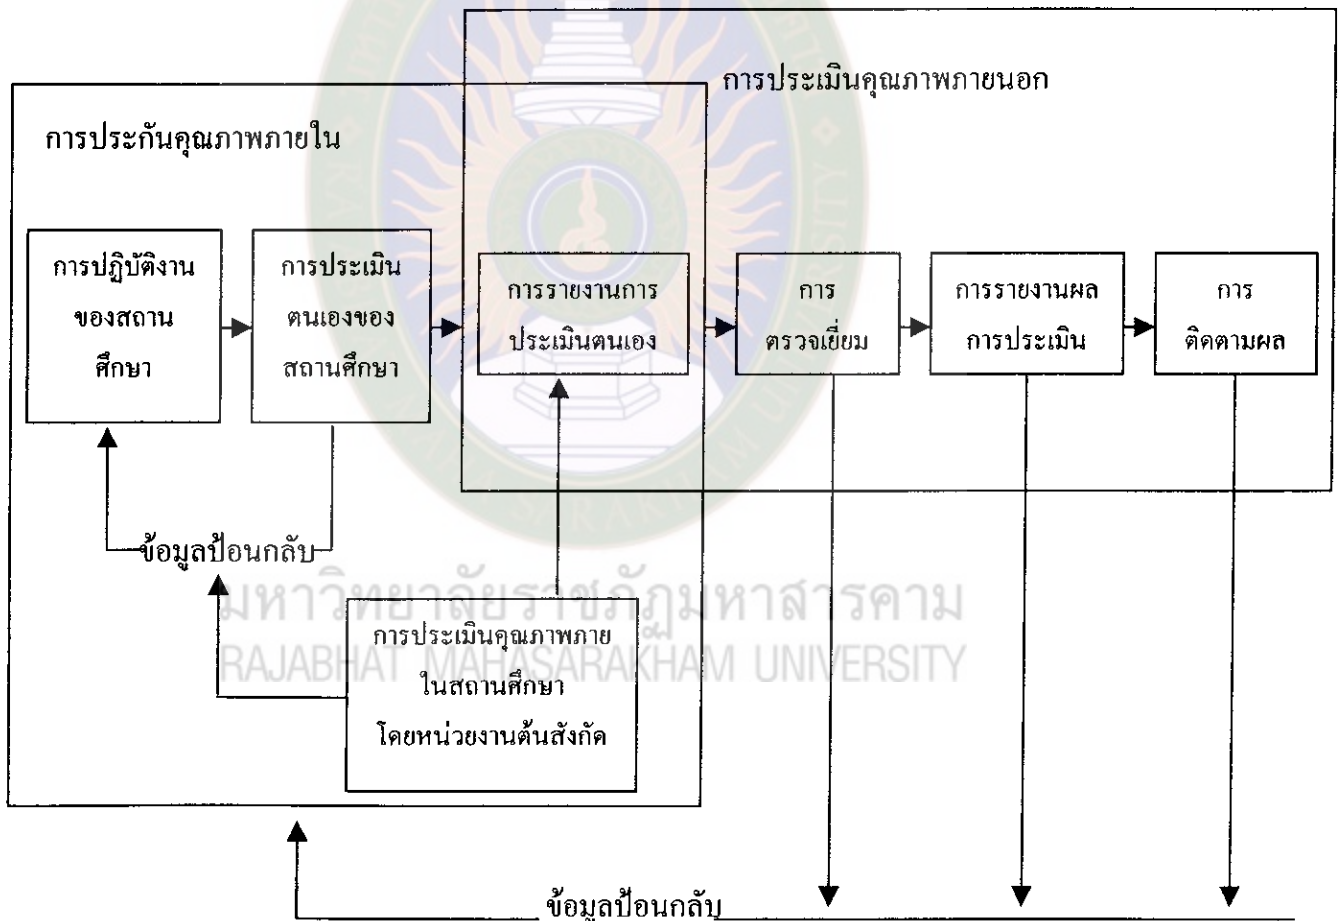 การประเมินคุณภาพภายนอก
การประกันคุณภาพภายใน
การปฏิบัติงาน
ของสถาน
ศึกษา
การประเมิน
ตนเองของ
สถานศึกษา
การรายงานการ
ประเมินตนเอง
การ
ตรวจเยี่ยม
การรายงานผล
การประเมิน
การ
ติดตามผล
ข้อมูลป้อนกลับ
มหาวิทยาลัยราชภัฏมหาสารคาม
RAJABHAT MAHASARAKHAM UNIVERSITY
การประเมินคุณภาพภาย
ในสถานศึกษา
โดยหน่วยงานต้นสังกัด
ข้อมูลป้อนกลับ